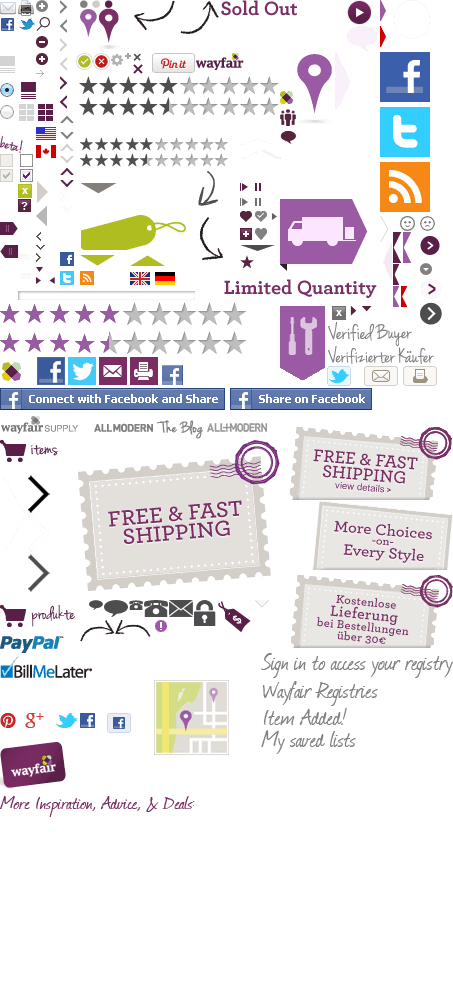 Sold Out
Pin it
wayfair
beta!
x
?
Limited Quantity
x
Verified Buyer
Verifizierter Käufer
f Connect with Facebook and Share
f Share on Facebook
wayfair SUPPLY
ALLMODERN
The Blog
ALLMODERN
items
FREE & FAST
SHIPPING
view details >
FREE & FAST
SHIPPING
More Choices
-on-
Every Style
Kostenlose
Lieferung
bei Bestellungen
über 30€
produkte
PayPal
BillMeLater
Sign in to access your registry
Wayfair Registries
Item Added!
My saved lists
g+
wayfair
More Inspiration, Advice, & Deals: